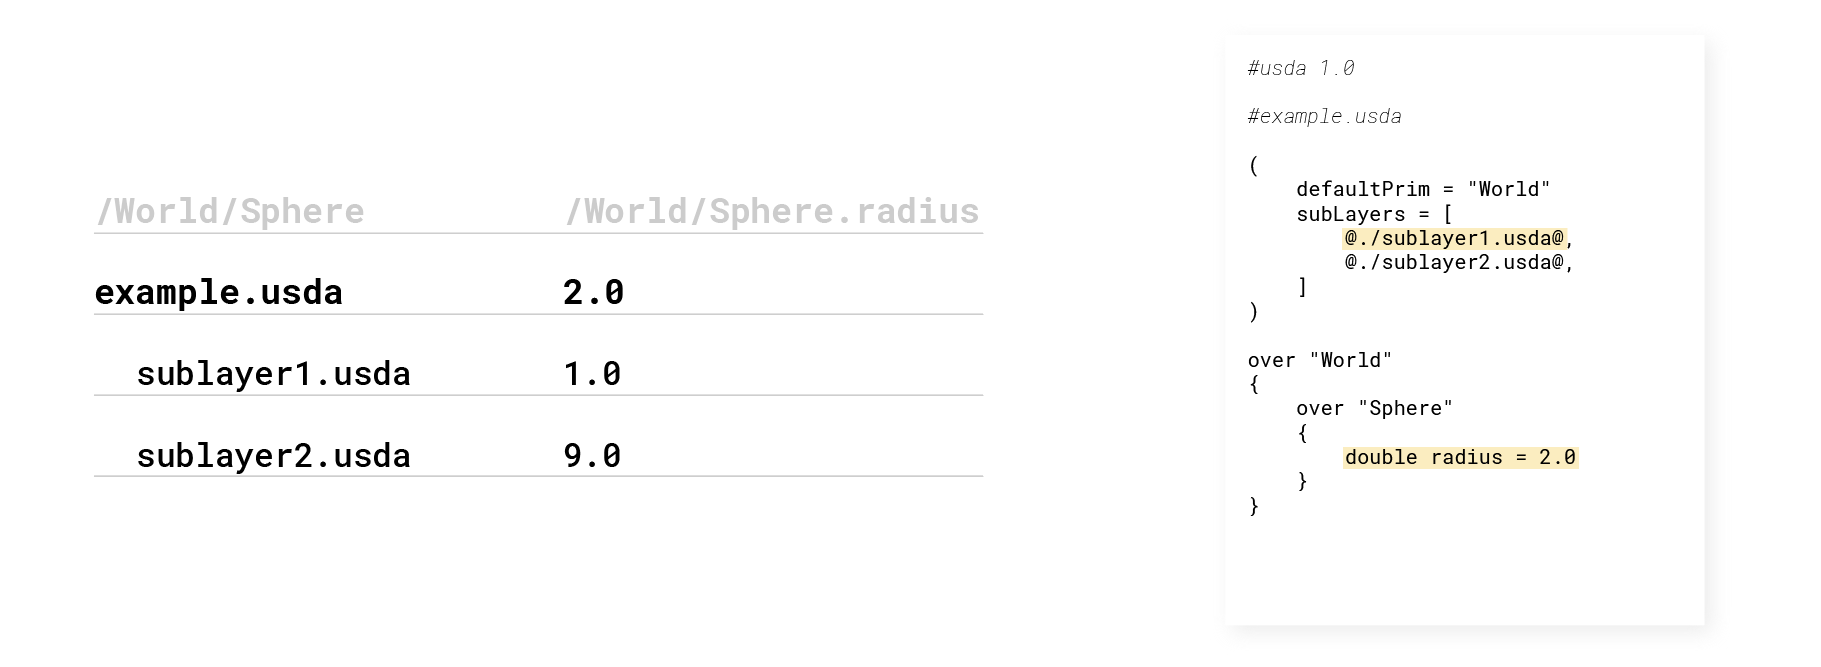 /World/Sphere /World/Sphere.radius
example.usda 2.0
sublayer1.usda 1.0
sublayer2.usda 9.0
#usda 1.0
#example.usda
(
    defaultPrim = "World"
    subLayers = [
        @./sublayer1.usda@,
        @./sublayer2.usda@,
    ]
)
over "World"
{
    over "Sphere"
    {
        double radius = 2.0
    }
}